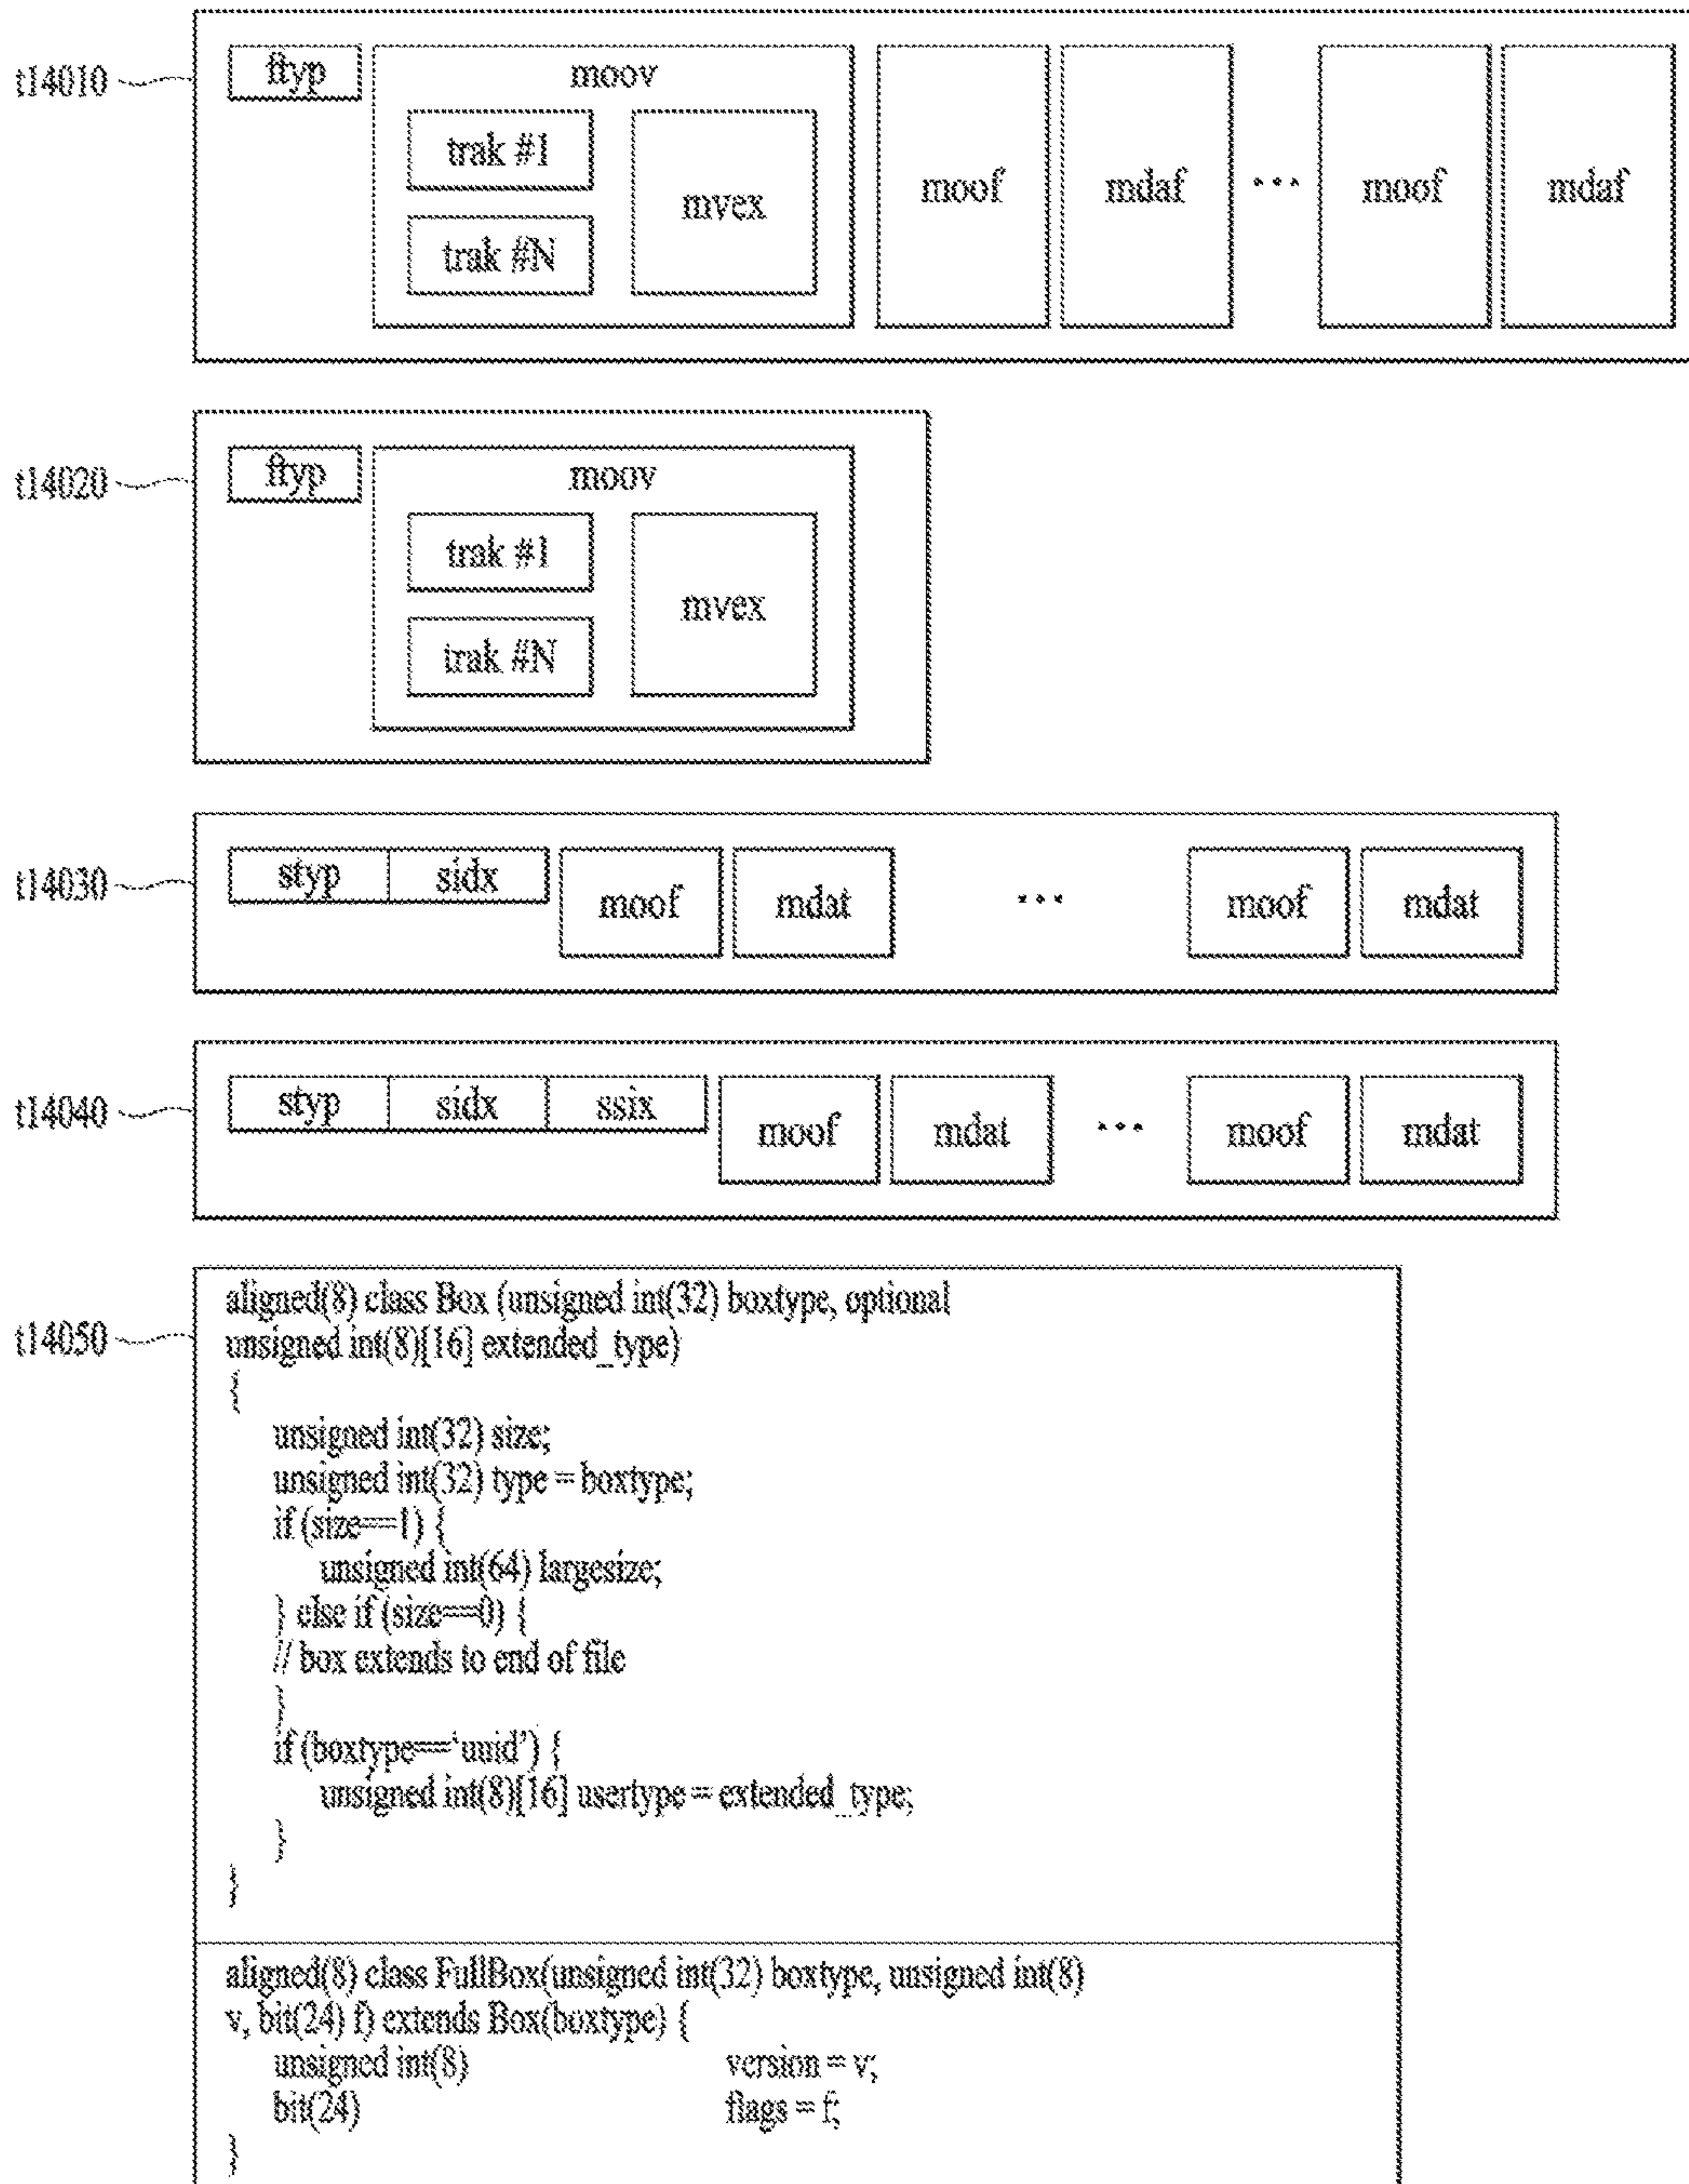 t14010
ftyp
moov
trak #1
trak #N
mvex
moof
mdaf
...
moof
mdaf
t14020
ftyp
moov
trak #1
trak #N
mvex
t14030
styp
sidx
moof
mdat
...
moof
mdat
t14040
styp
sidx
ssix
moof
mdat
...
moof
mdat
t14050
aligned(8) class Box (unsigned int(32) boxtype, optional
unsigned int(8)[16] extended_type)
{
unsigned int(32) size;
unsigned int(32) type = boxtype;
if (size==1) {
unsigned int(64) largesize;
} else if (size==0) {
// box extends to end of file
}
if (boxtype==‘uuid’) {
unsigned int(8)[16] usertype = extended_type;
}
}
aligned(8) class FullBox(unsigned int(32) boxtype, unsigned int(8)
v, bit(24) f) extends Box(boxtype) {
unsigned int(8) version = v;
bit(24) flags = f;
}